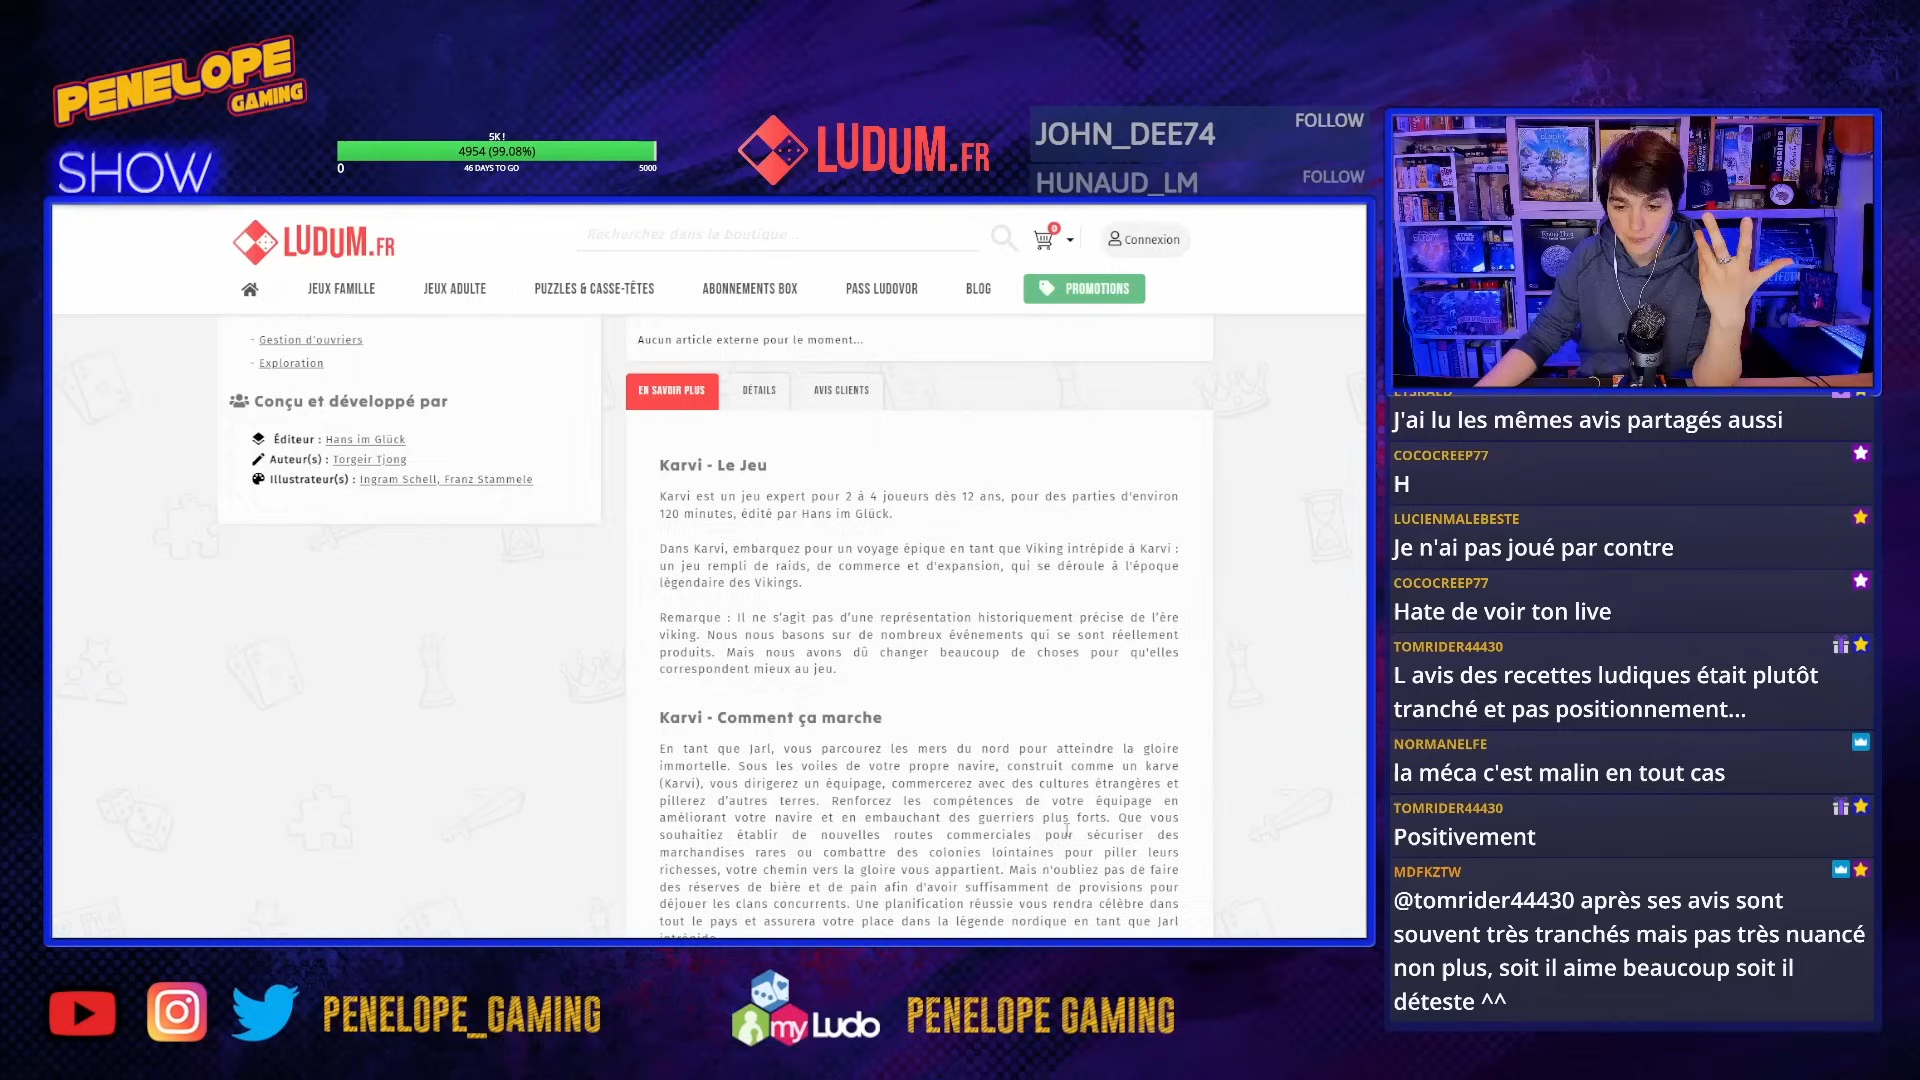 PENELOPE
GAMING
SHOW
5K !
4954 (99.08%)
0
46 DAYS TO GO
5000
LUDUM.FR
JOHN_DEE74
FOLLOW
HUNAUD_LM
FOLLOW
LUDUM.FR
Recherchez dans la boutique ...
0
Connexion
JEUX FAMILLE
JEUX ADULTE
PUZZLES & CASSE-TÊTES
ABONNEMENTS BOX
PASS LUDOVOR
BLOG
PROMOTIONS
- Gestion d'ouvriers
- Exploration
Conçu et développé par
Éditeur : Hans im Glück
Auteur(s) : Torgeir Tjong
Illustrateur(s) : Ingram Schell, Franz Stammele
Aucun article externe pour le moment...
EN SAVOIR PLUS
DÉTAILS
AVIS CLIENTS
Karvi - Le Jeu
Karvi est un jeu expert pour 2 à 4 joueurs dès 12 ans, pour des parties d'environ
120 minutes, édité par Hans im Glück.
Dans Karvi, embarquez pour un voyage épique en tant que Viking intrépide à Karvi :
un jeu rempli de raids, de commerce et d'expansion, qui se déroule à l'époque
légendaire des Vikings.
Remarque : Il ne s’agit pas d’une représentation historiquement précise de l’ère
viking. Nous nous basons sur de nombreux événements qui se sont réellement
produits. Mais nous avons dû changer beaucoup de choses pour qu'elles
correspondent mieux au jeu.
Karvi - Comment ça marche
En tant que Jarl, vous parcourez les mers du nord pour atteindre la gloire
immortelle. Sous les voiles de votre propre navire, construit comme un karve
(Karvi), vous dirigerez un équipage, commercerez avec des cultures étrangères et
pillerez d’autres terres. Renforcez les compétences de votre équipage en
améliorant votre navire et en embauchant des guerriers plus forts. Que vous
souhaitiez établir de nouvelles routes commerciales pour sécuriser des
marchandises rares ou combattre des colonies lointaines pour piller leurs
richesses, votre chemin vers la gloire vous appartient. Mais n'oubliez pas de faire
des réserves de bière et de pain afin d'avoir suffisamment de provisions pour
déjouer les clans concurrents. Une planification réussie vous rendra célèbre dans
tout le pays et assurera votre place dans la légende nordique en tant que Jarl
J'ai lu les mêmes avis partagés aussi
COCOCREEP77
H
LUCIENMALEBESTE
Je n'ai pas joué par contre
COCOCREEP77
Hate de voir ton live
TOMRIDER44430
L avis des recettes ludiques était plutôt
tranché et pas positionnement...
NORMANELFE
la méca c'est malin en tout cas
TOMRIDER44430
Positivement
MDFKZTW
@tomrider44430 après ses avis sont
souvent très tranchés mais pas très nuancé
non plus, soit il aime beaucoup soit il
déteste ^^
PENELOPE_GAMING
myLudo
PENELOPE GAMING